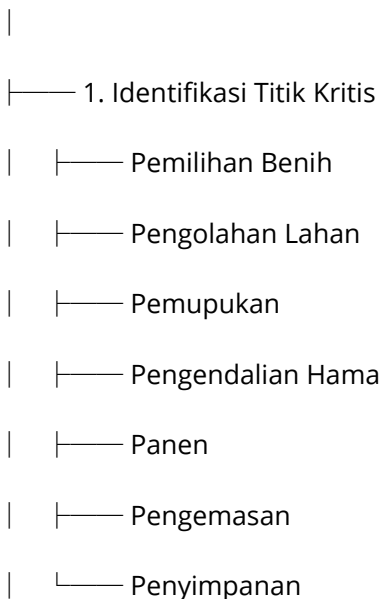 1. Identifikasi Titik Kritis
Pemilihan Benih
Pengolahan Lahan
Pemupukan
Pengendalian Hama
Panen
Pengemasan
Penyimpanan